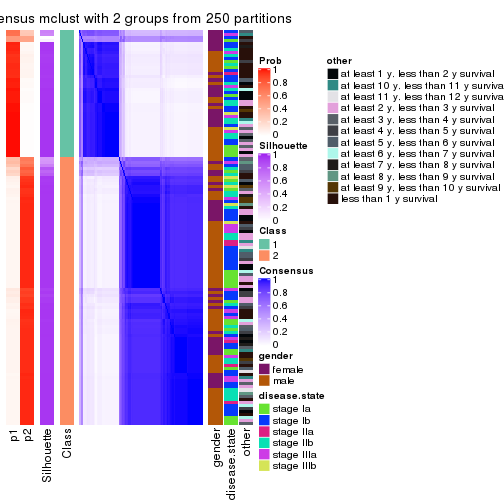 ensus mclust with 2 groups from 250 partitions
Prob
1
0.8
0.6
0.4
0.2
0
Silhouette
1
0.8
0.6
0.4
0.2
0
Class
1
2
Consensus
1
0.8
0.6
0.4
0.2
0
gender
female
male
disease.state
stage Ia
stage Ib
stage IIa
stage IIb
stage IIIa
stage IIIb
other
at least 1 y. less than 2 y survival
at least 10 y. less than 11 y survival
at least 11 y. less than 12 y survival
at least 2 y. less than 3 y survival
at least 3 y. less than 4 y survival
at least 4 y. less than 5 y survival
at least 5 y. less than 6 y survival
at least 6 y. less than 7 y survival
at least 7 y. less than 8 y survival
at least 8 y. less than 9 y survival
at least 9 y. less than 10 y survival
less than 1 y survival
p1
p2
Silhouette
Class
gender
disease.state
other